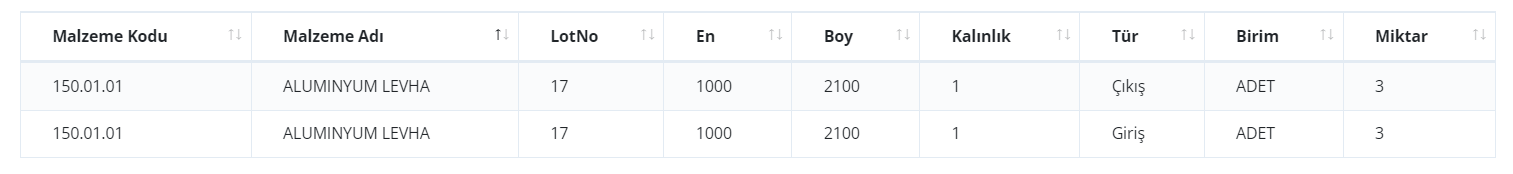 Malzeme Kodu Malzeme Adı LotNo En Boy Kalınlık Tür Birim Miktar
150.01.01 ALUMINYUM LEVHA 17 1000 2100 1 Çıkış ADET 3
150.01.01 ALUMINYUM LEVHA 17 1000 2100 1 Giriş ADET 3